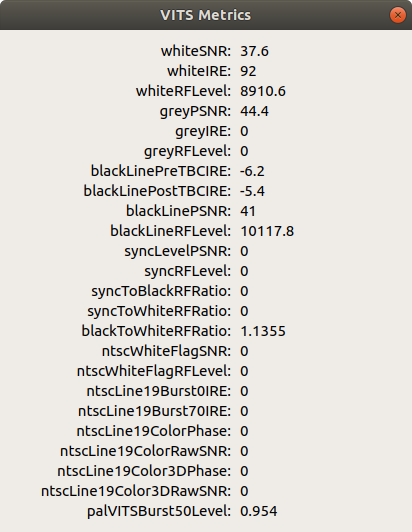 VITS Metrics
whiteSNR: 37.6
whiteIRE: 92
whiteRFLevel: 8910.6
greyPSNR: 44.4
greyIRE: 0
greyRFLevel: 0
blackLinePreTBCIRE: -6.2
blackLinePostTBCIRE: -5.4
blackLinePSNR: 41
blackLineRFLevel: 10117.8
syncLevelPSNR: 0
syncRFLevel: 0
syncToBlackRFRatio: 0
syncToWhiteRFRatio: 0
blackToWhiteRFRatio: 1.1355
ntscWhiteFlagSNR: 0
ntscWhiteFlagRFLevel: 0
ntscLine19Burst0IRE: 0
ntscLine19Burst70IRE: 0
ntscLine19ColorPhase: 0
ntscLine19ColorRawSNR: 0
ntscLine19Color3DPhase: 0
ntscLine19Color3DRawSNR: 0
palVITSBurst50Level: 0.954